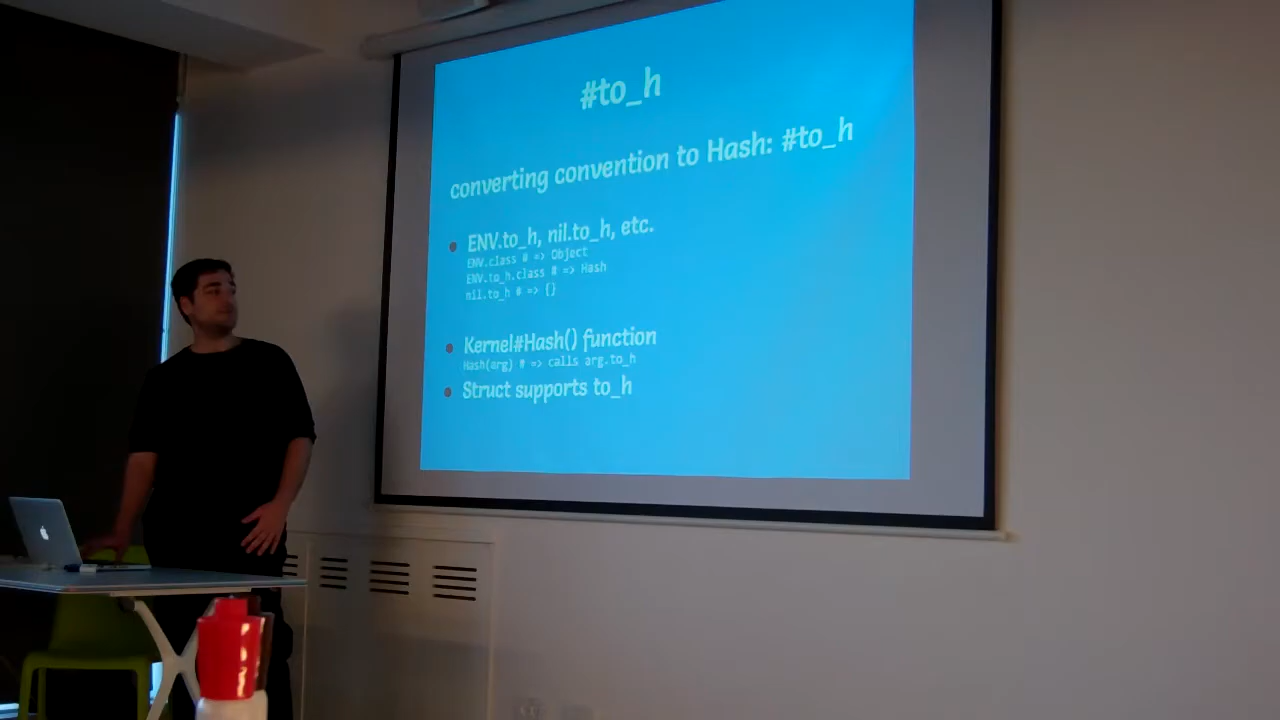 #to_h
converting convention to Hash: #to_h
ENV.to_h, nil.to_h, etc.
ENV.class # => Object
ENV.to_h.class # => Hash
nil.to_h # => {}
Kernel#Hash() function
Hash(arg) # => calls arg.to_h
Struct supports to_h